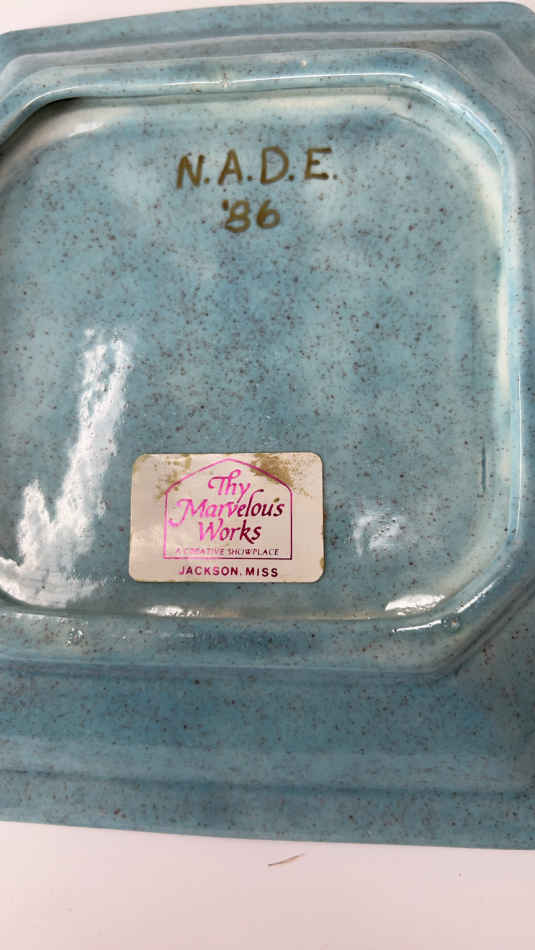 N.A.D.E.
'86
Thy
Marvelous
Works
A CREATIVE SHOWPLACE
JACKSON, MISS